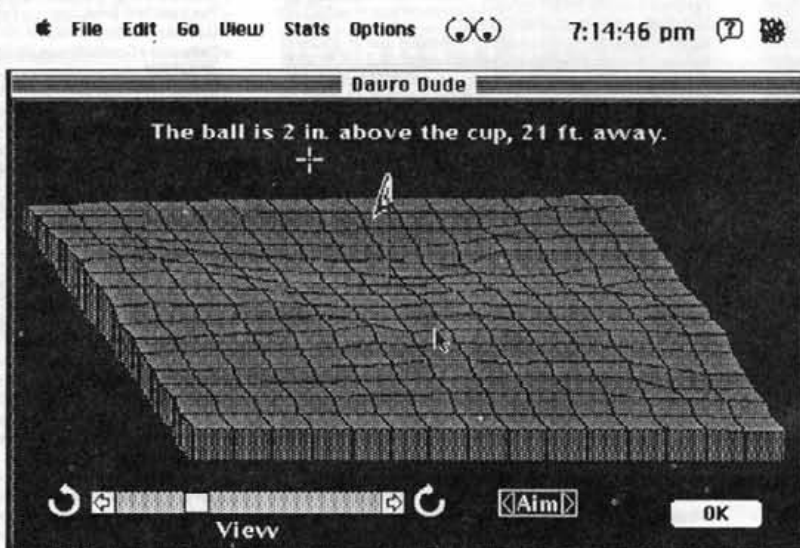 File Edit Go View Stats Options 7:14:46 pm
Davro Dude
The ball is 2 in. above the cup, 21 ft. away.
Aim
OK
View